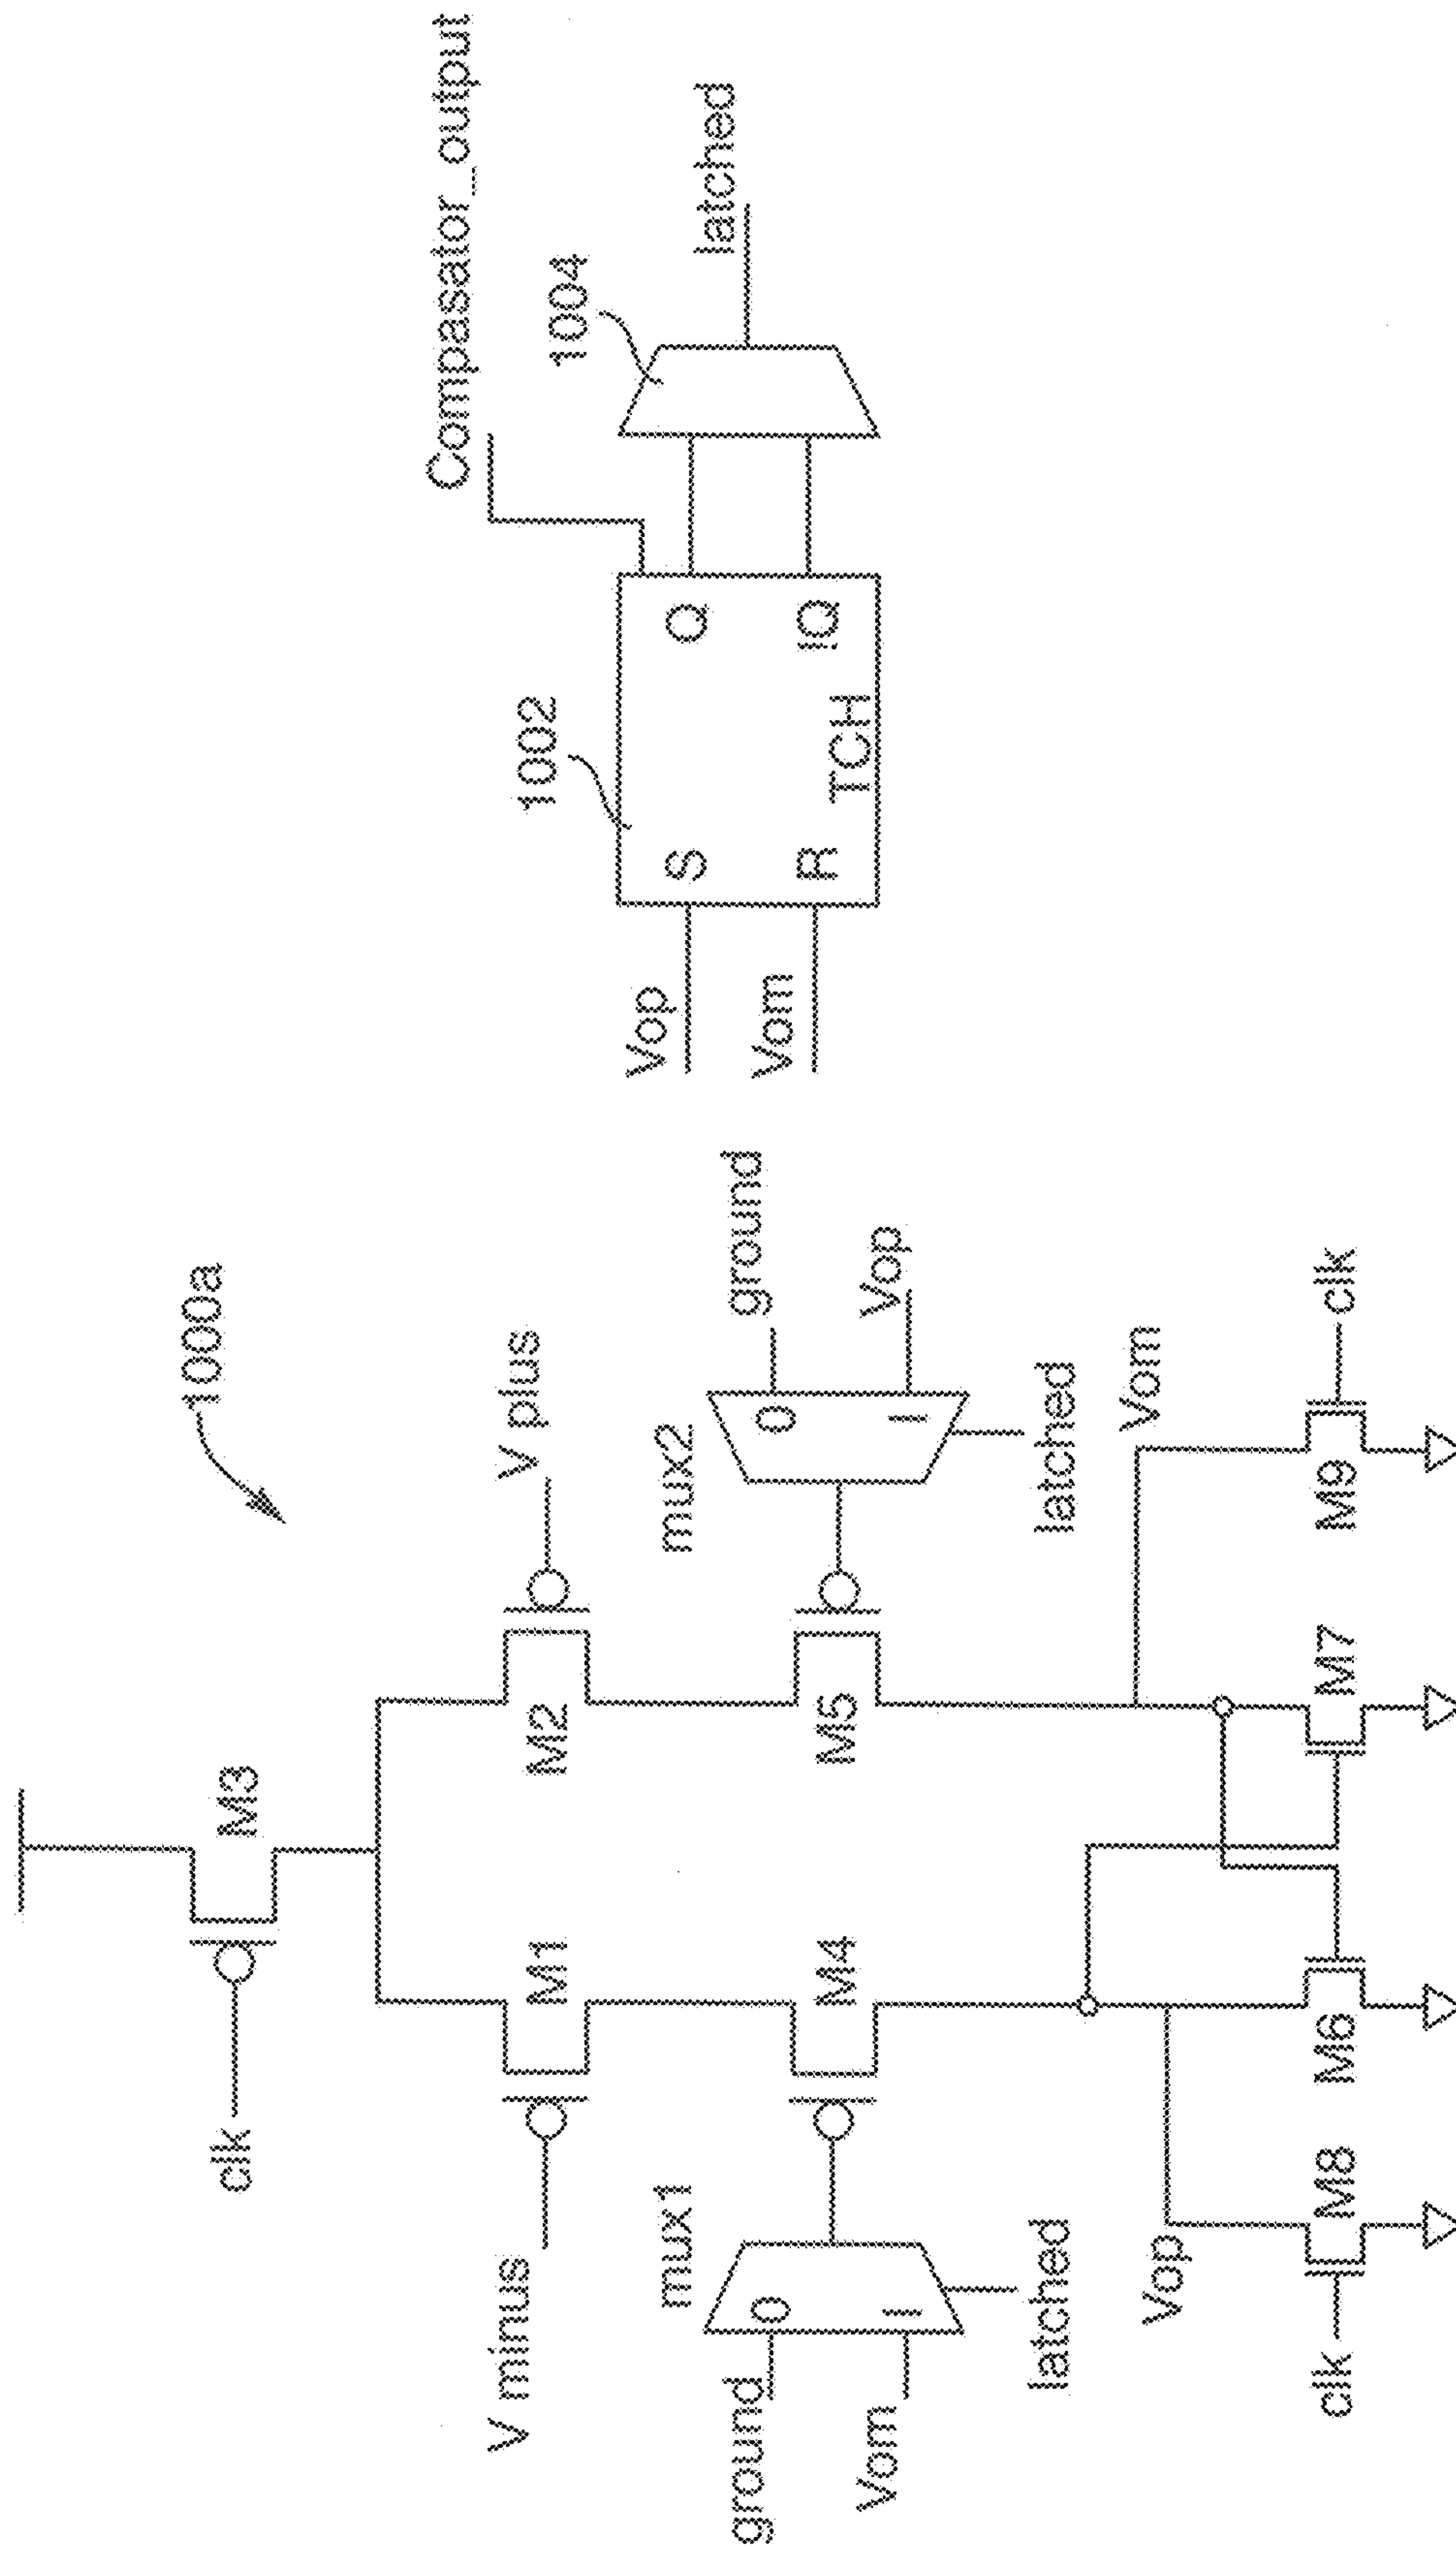 1000a
M3
clk
V minus
M1
M2
V plus
mux1
ground
0
Vom
I
latched
M4
M5
mux2
0
ground
I
Vop
latched
Vop
Vom
clk
M8
M6
M7
M9
clk
Compasator_output
1002
1004
Vop
S
Q
latched
Vom
R
IQ
TCH